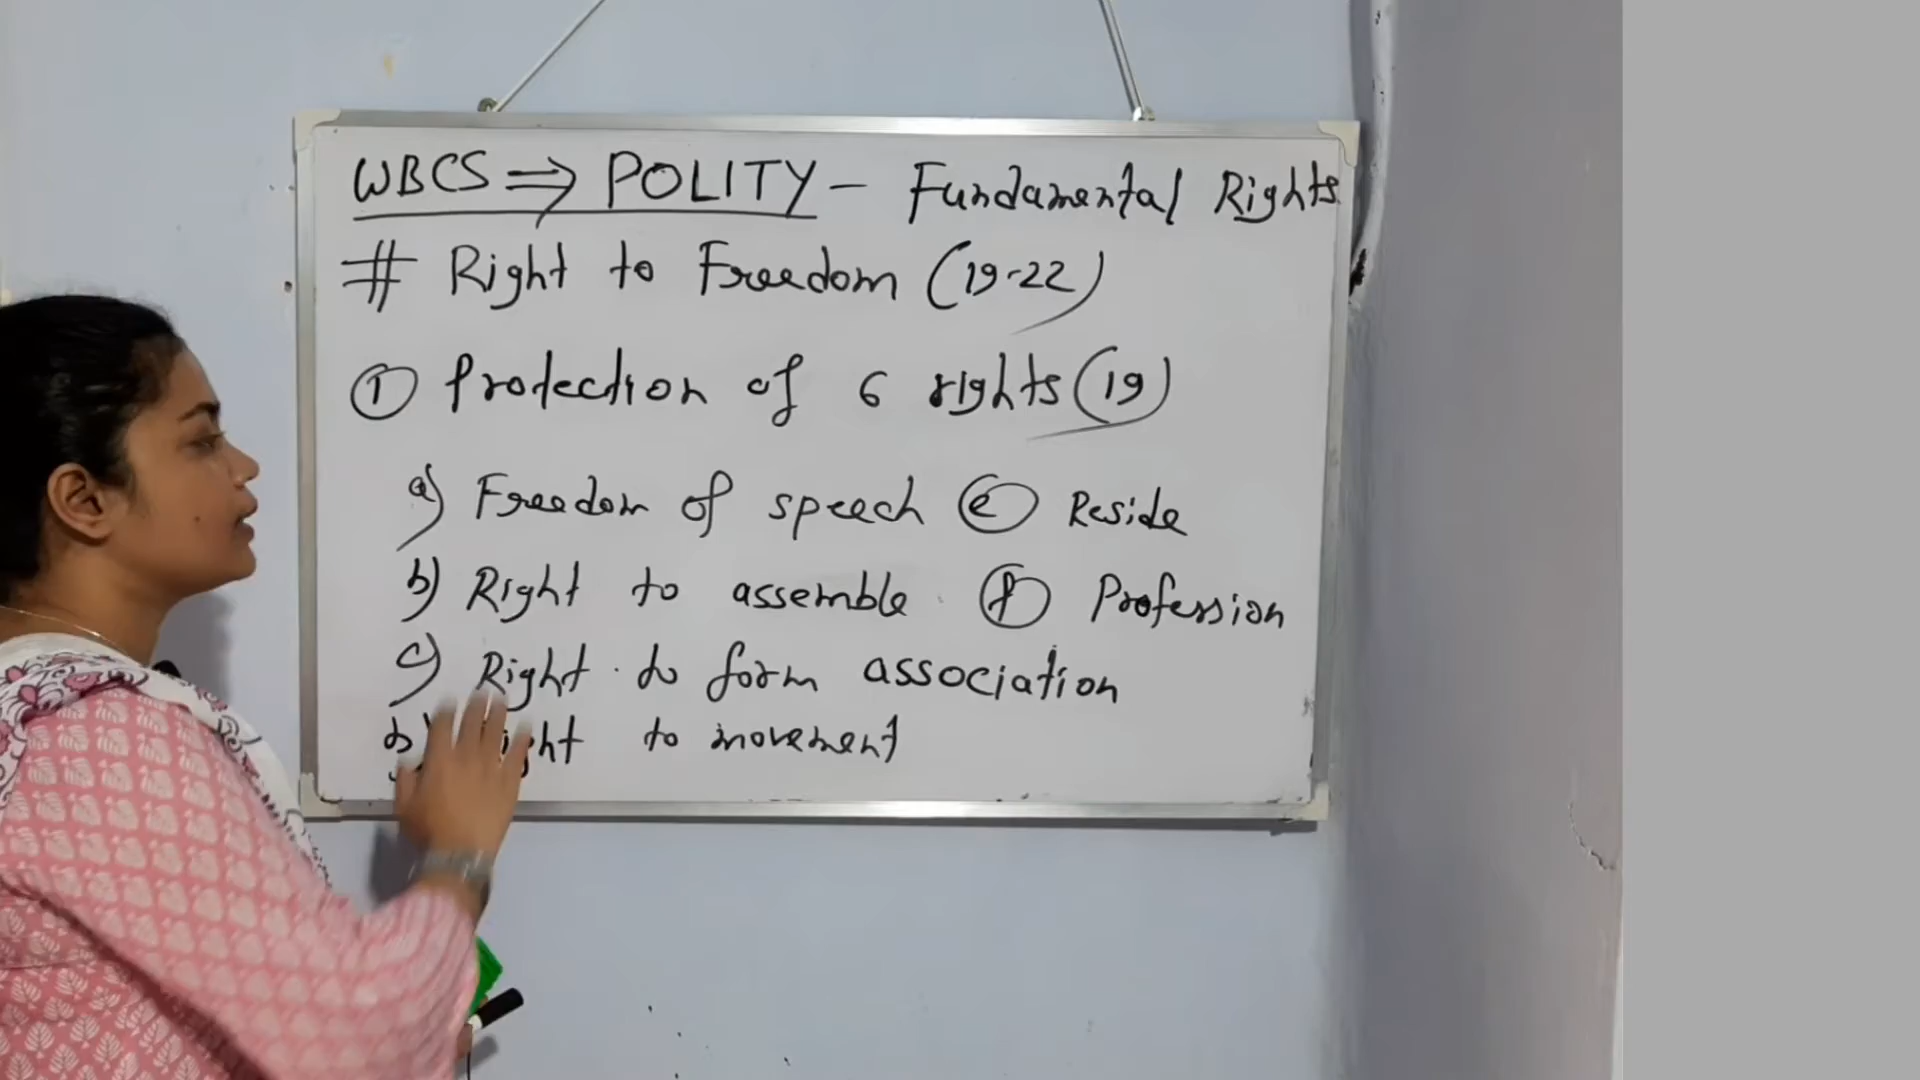 WBCS ⇒ POLITY - Fundamental Rights
# Right to Freedom (19-22)
① Protection of 6 rights (19)
a) Freedom of speech ⓔ Reside
b) Right to assemble ⓕ Profession
c) Right to form association
to movement